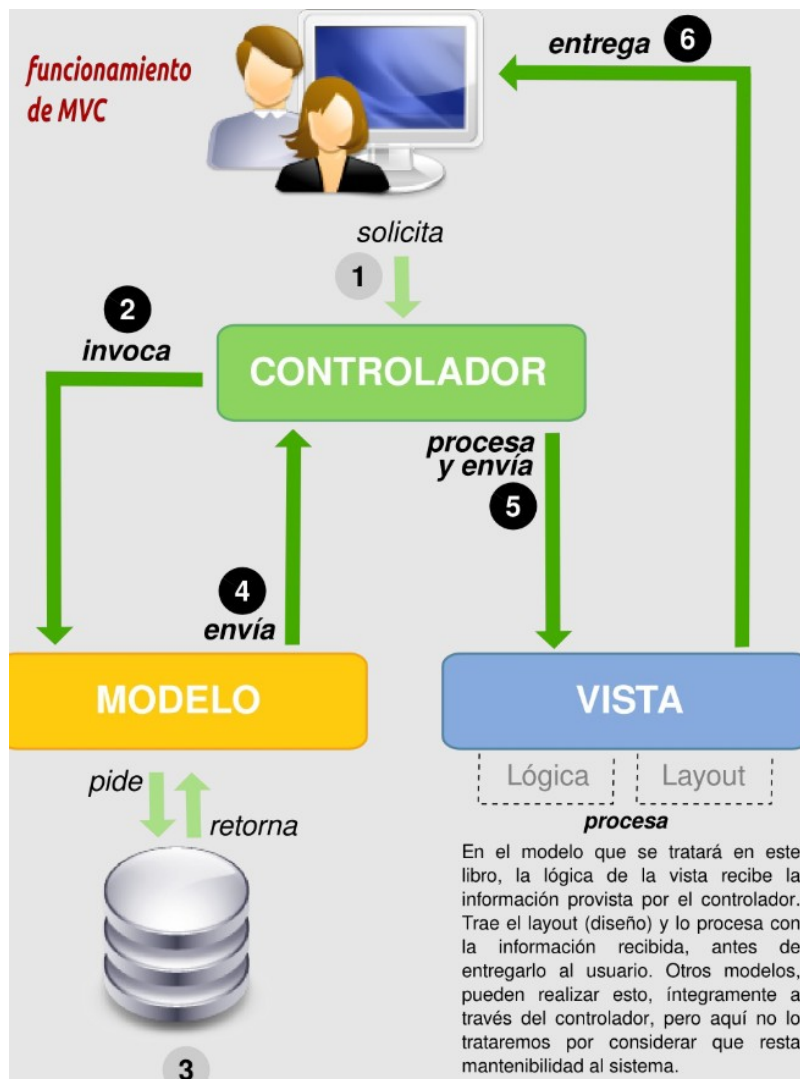 funcionamiento
de MVC
entrega 6
solicita
1
2
invoca
CONTROLADOR
procesa
y envía
5
4
envía
MODELO
VISTA
Lógica
Layout
procesa
pide
retorna
3
En el modelo que se tratará en este
libro, la lógica de la vista recibe la
información provista por el controlador.
Trae el layout (diseño) y lo procesa con
la información recibida, antes de
entregarlo al usuario. Otros modelos,
pueden realizar esto, íntegramente a
través del controlador, pero aquí no lo
trataremos por considerar que resta
mantenibilidad al sistema.